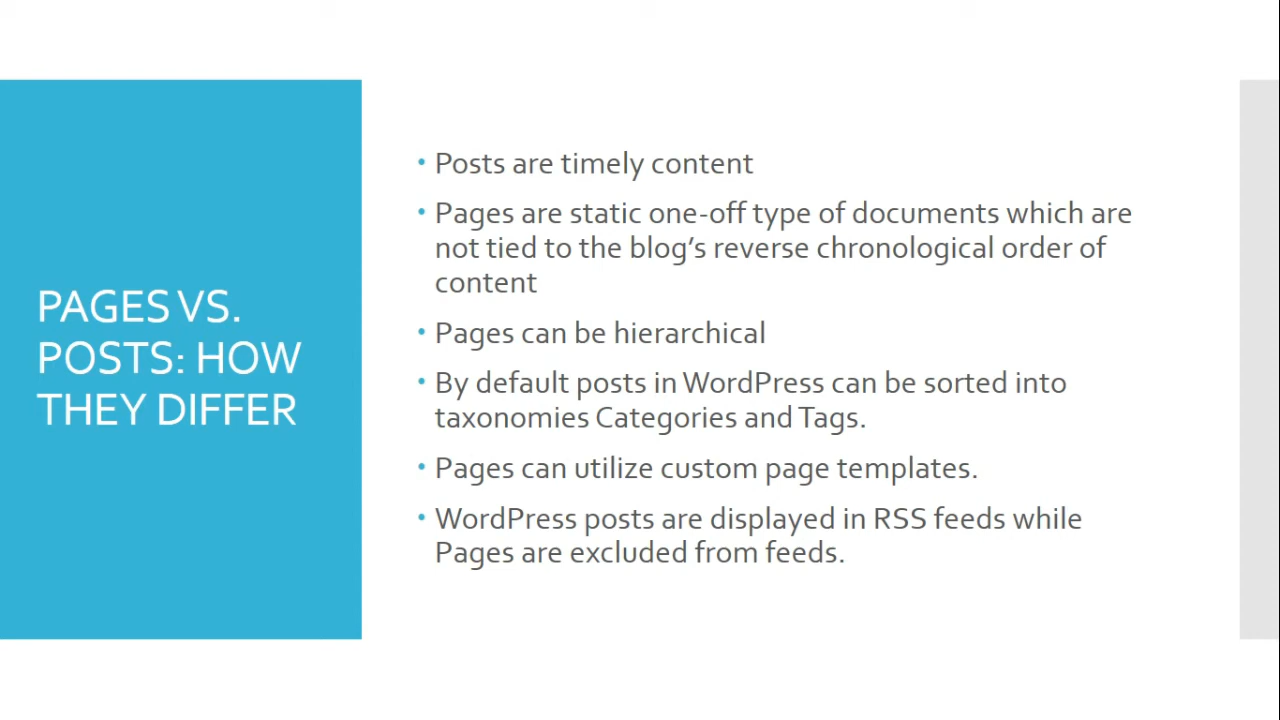 PAGES VS.
POSTS: HOW
THEY DIFFER
• Posts are timely content
• Pages are static one-off type of documents which are
not tied to the blog's reverse chronological order of
content
• Pages can be hierarchical
• By default posts in WordPress can be sorted into
taxonomies Categories and Tags.
• Pages can utilize custom page templates.
• WordPress posts are displayed in RSS feeds while
Pages are excluded from feeds.